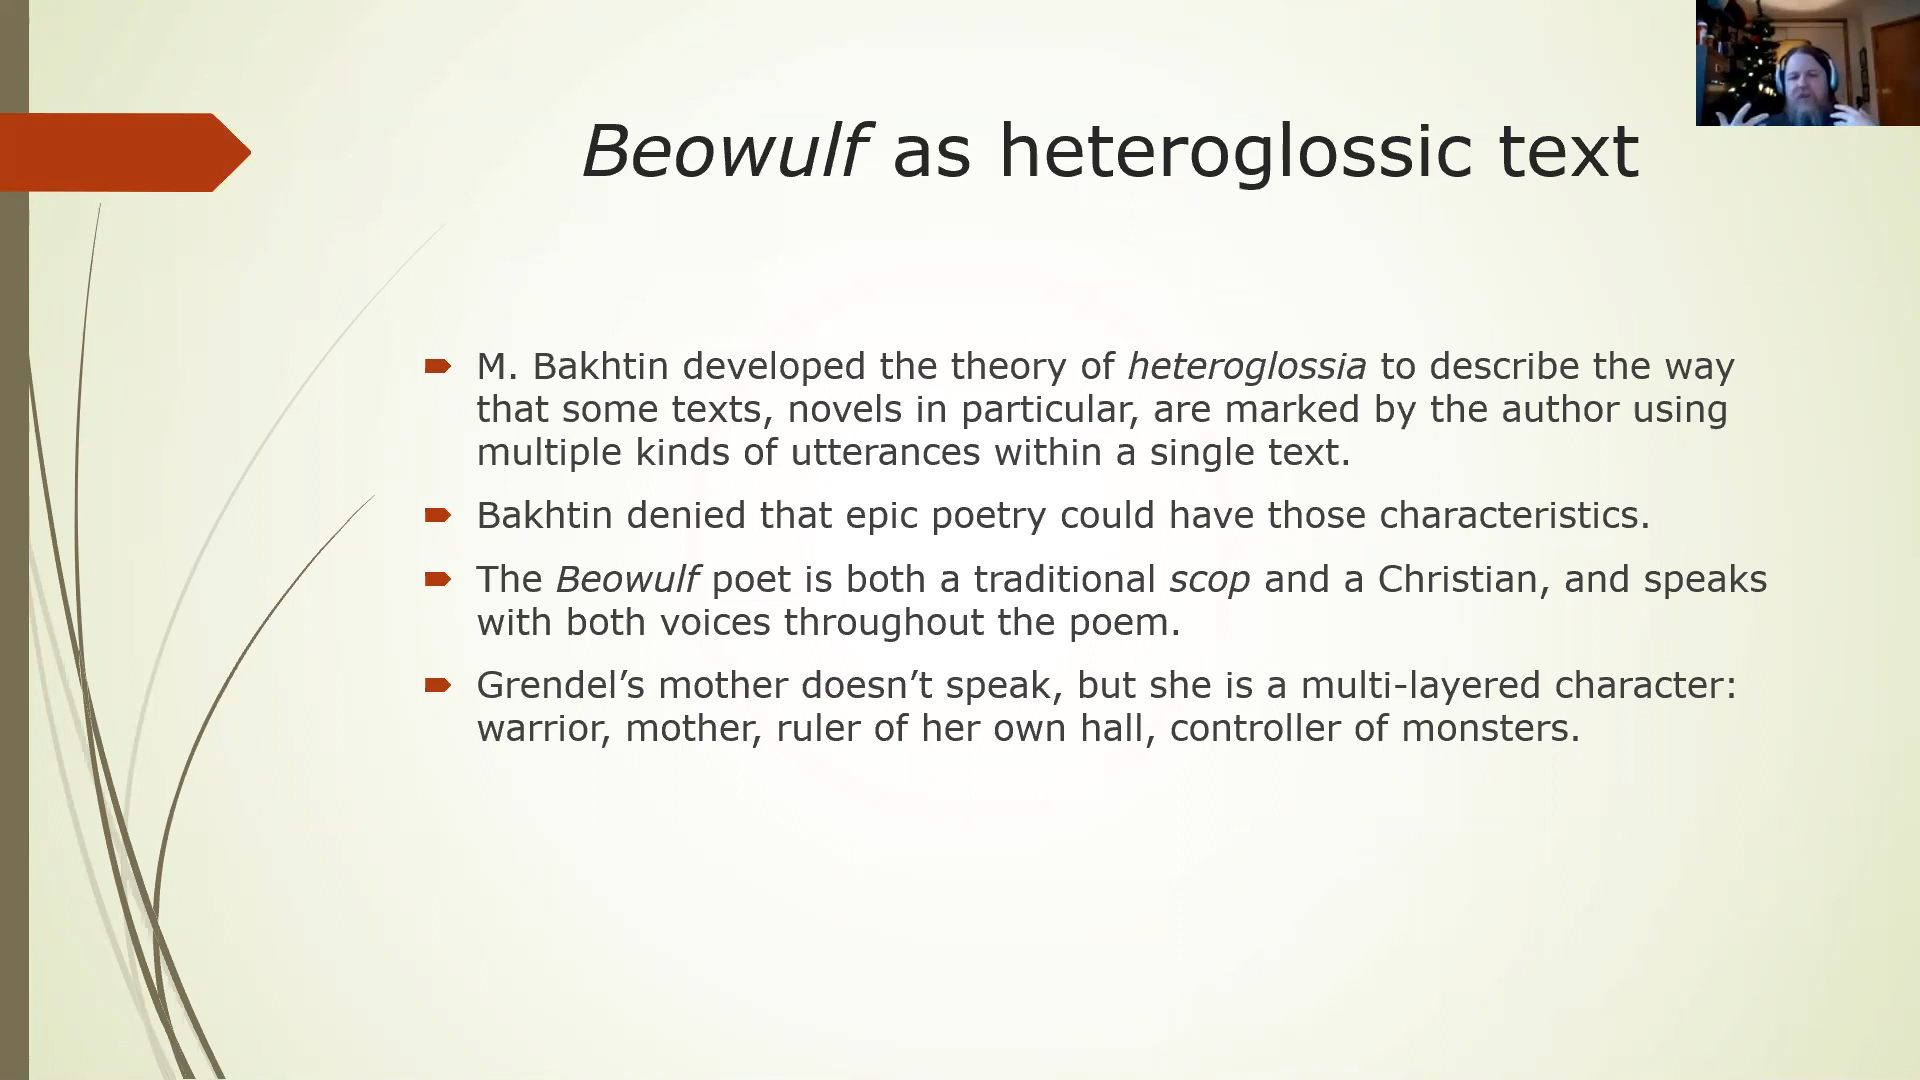 Beowulf as heteroglossic text
M. Bakhtin developed the theory of heteroglossia to describe the way
that some texts, novels in particular, are marked by the author using
multiple kinds of utterances within a single text.
Bakhtin denied that epic poetry could have those characteristics.
The Beowulf poet is both a traditional scop and a Christian, and speaks
with both voices throughout the poem.
Grendel’s mother doesn’t speak, but she is a multi-layered character:
warrior, mother, ruler of her own hall, controller of monsters.